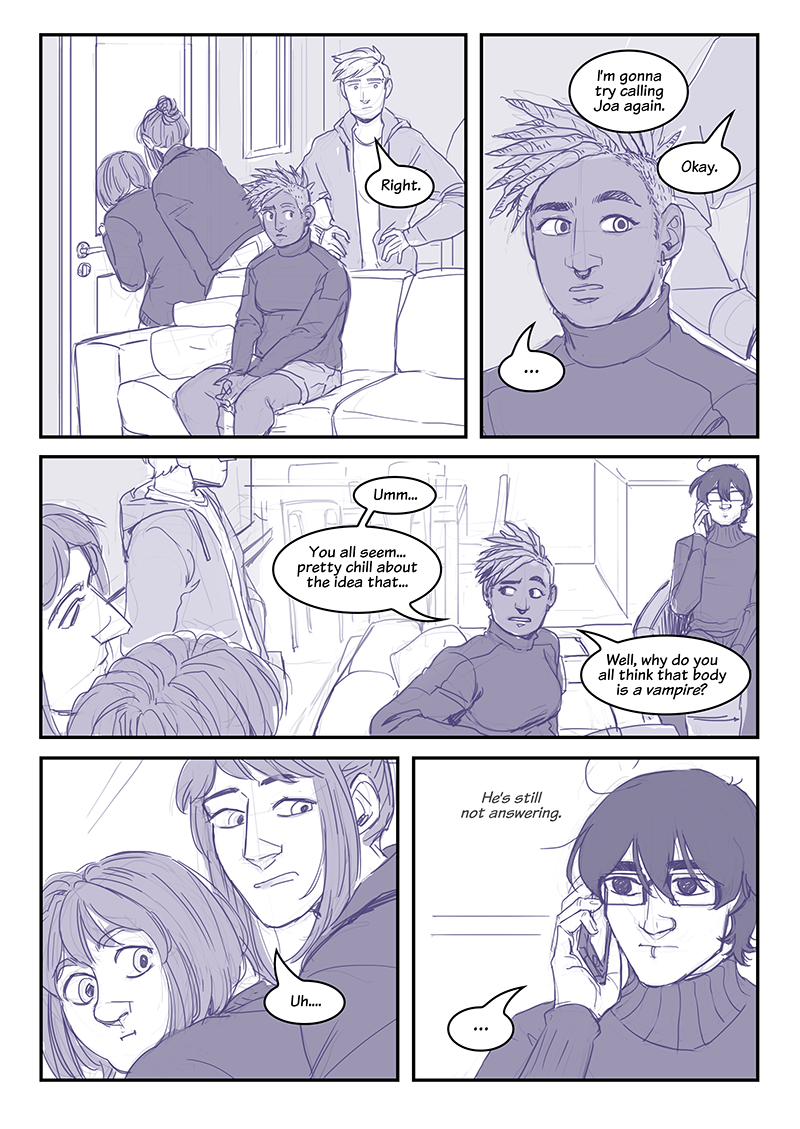 Right.
I'm gonna
try calling
Joa again.
Okay.
...
Umm...
You all seem...
pretty chill about
the idea that...
Well, why do you
all think that body
is a vampire?
Uh....
He's still
not answering.
...